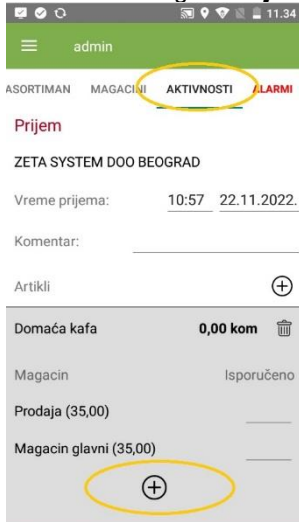 11.34
admin
ASORTIMAN MAGACINI AKTIVNOSTI ALARMI
Prijem
ZETA SYSTEM DOO BEOGRAD
Vreme prijema: 10:57 22.11.2022.
Komentar:
Artikli
Domaća kafa 0,00 kom
Magacin Isporučeno
Prodaja (35,00)
Magacin glavni (35,00)